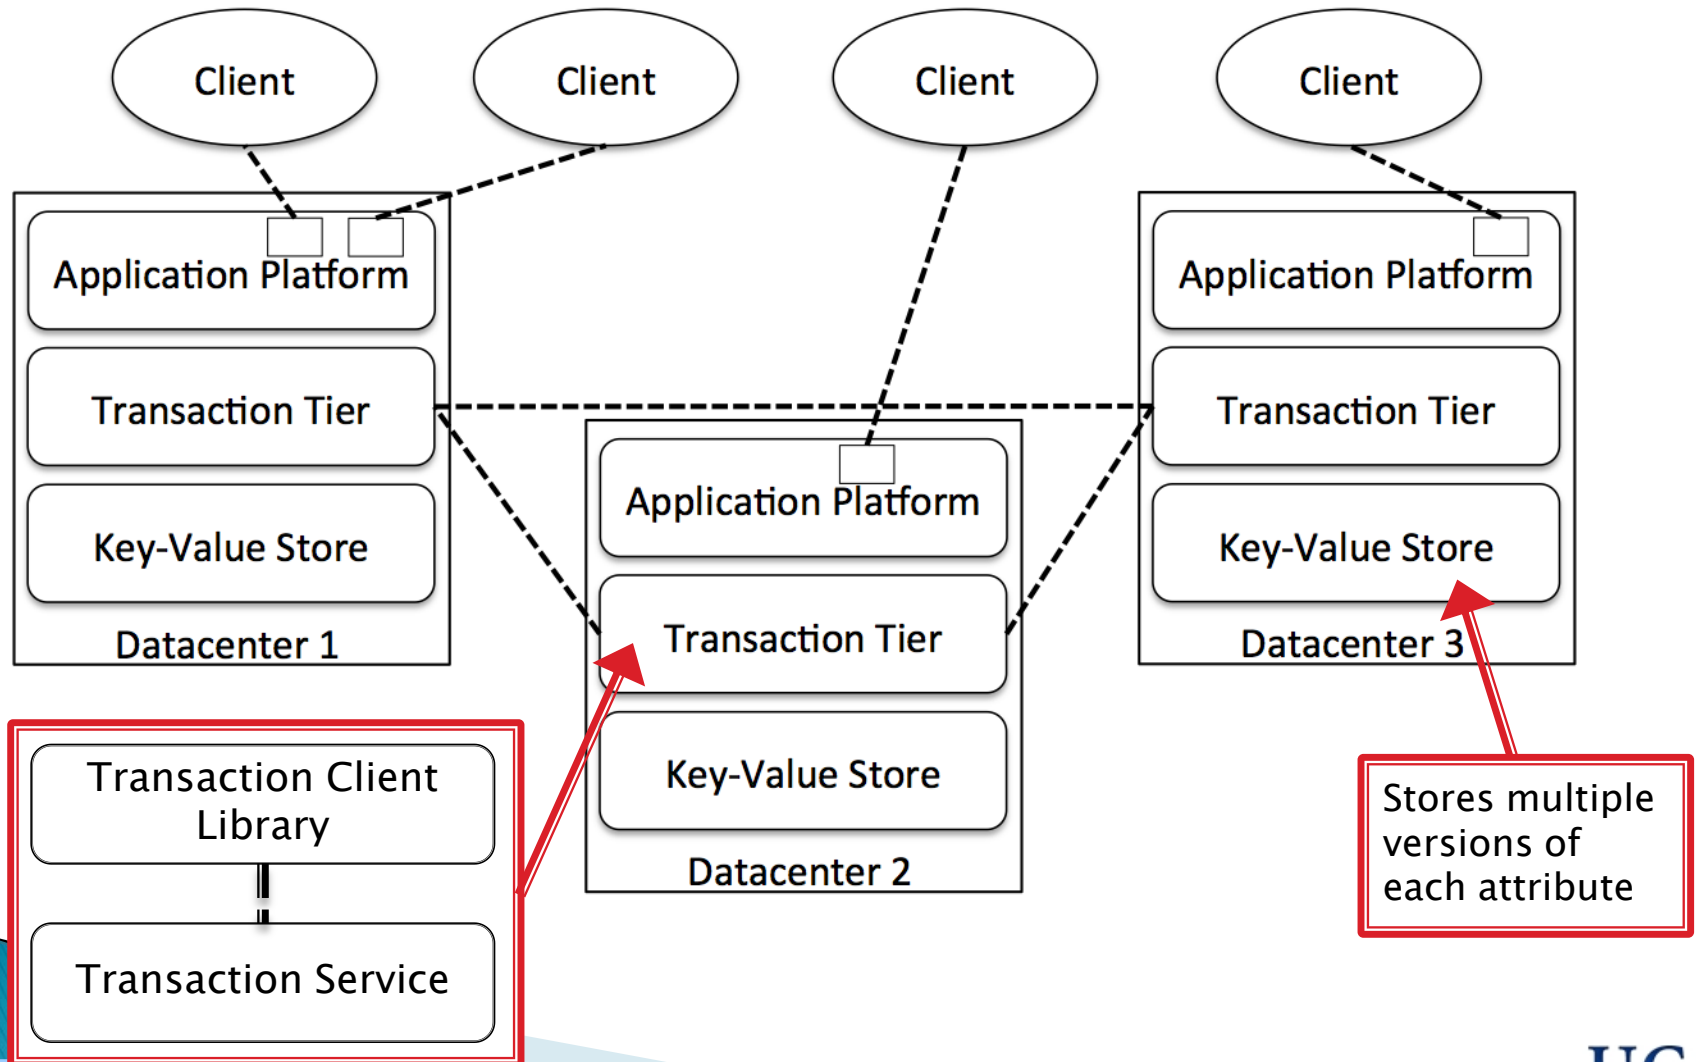 Client
Client
Client
Client
Application Platform
Transaction Tier
Key-Value Store
Datacenter 1
Application Platform
Transaction Tier
Key-Value Store
Datacenter 2
Application Platform
Transaction Tier
Key-Value Store
Datacenter 3
Transaction Client
Library
Transaction Service
Stores multiple
versions of
each attribute